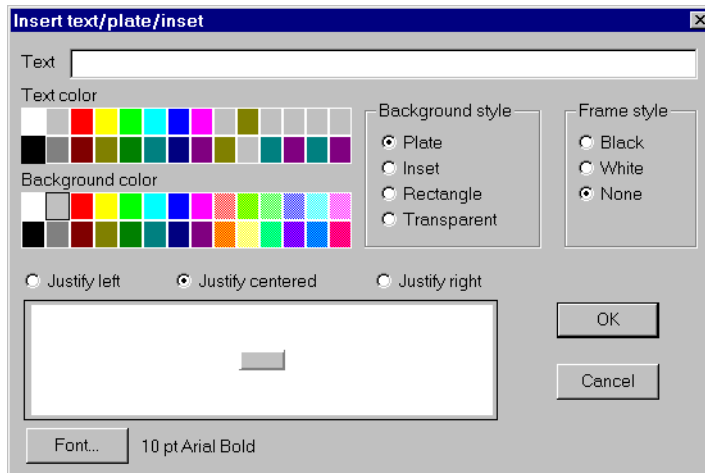 Insert text/plate/inset
Text
Text color
Background color
Background style
Plate
Inset
Rectangle
Transparent
Frame style
Black
White
None
Justify left
Justify centered
Justify right
OK
Cancel
Font...
10 pt Arial Bold